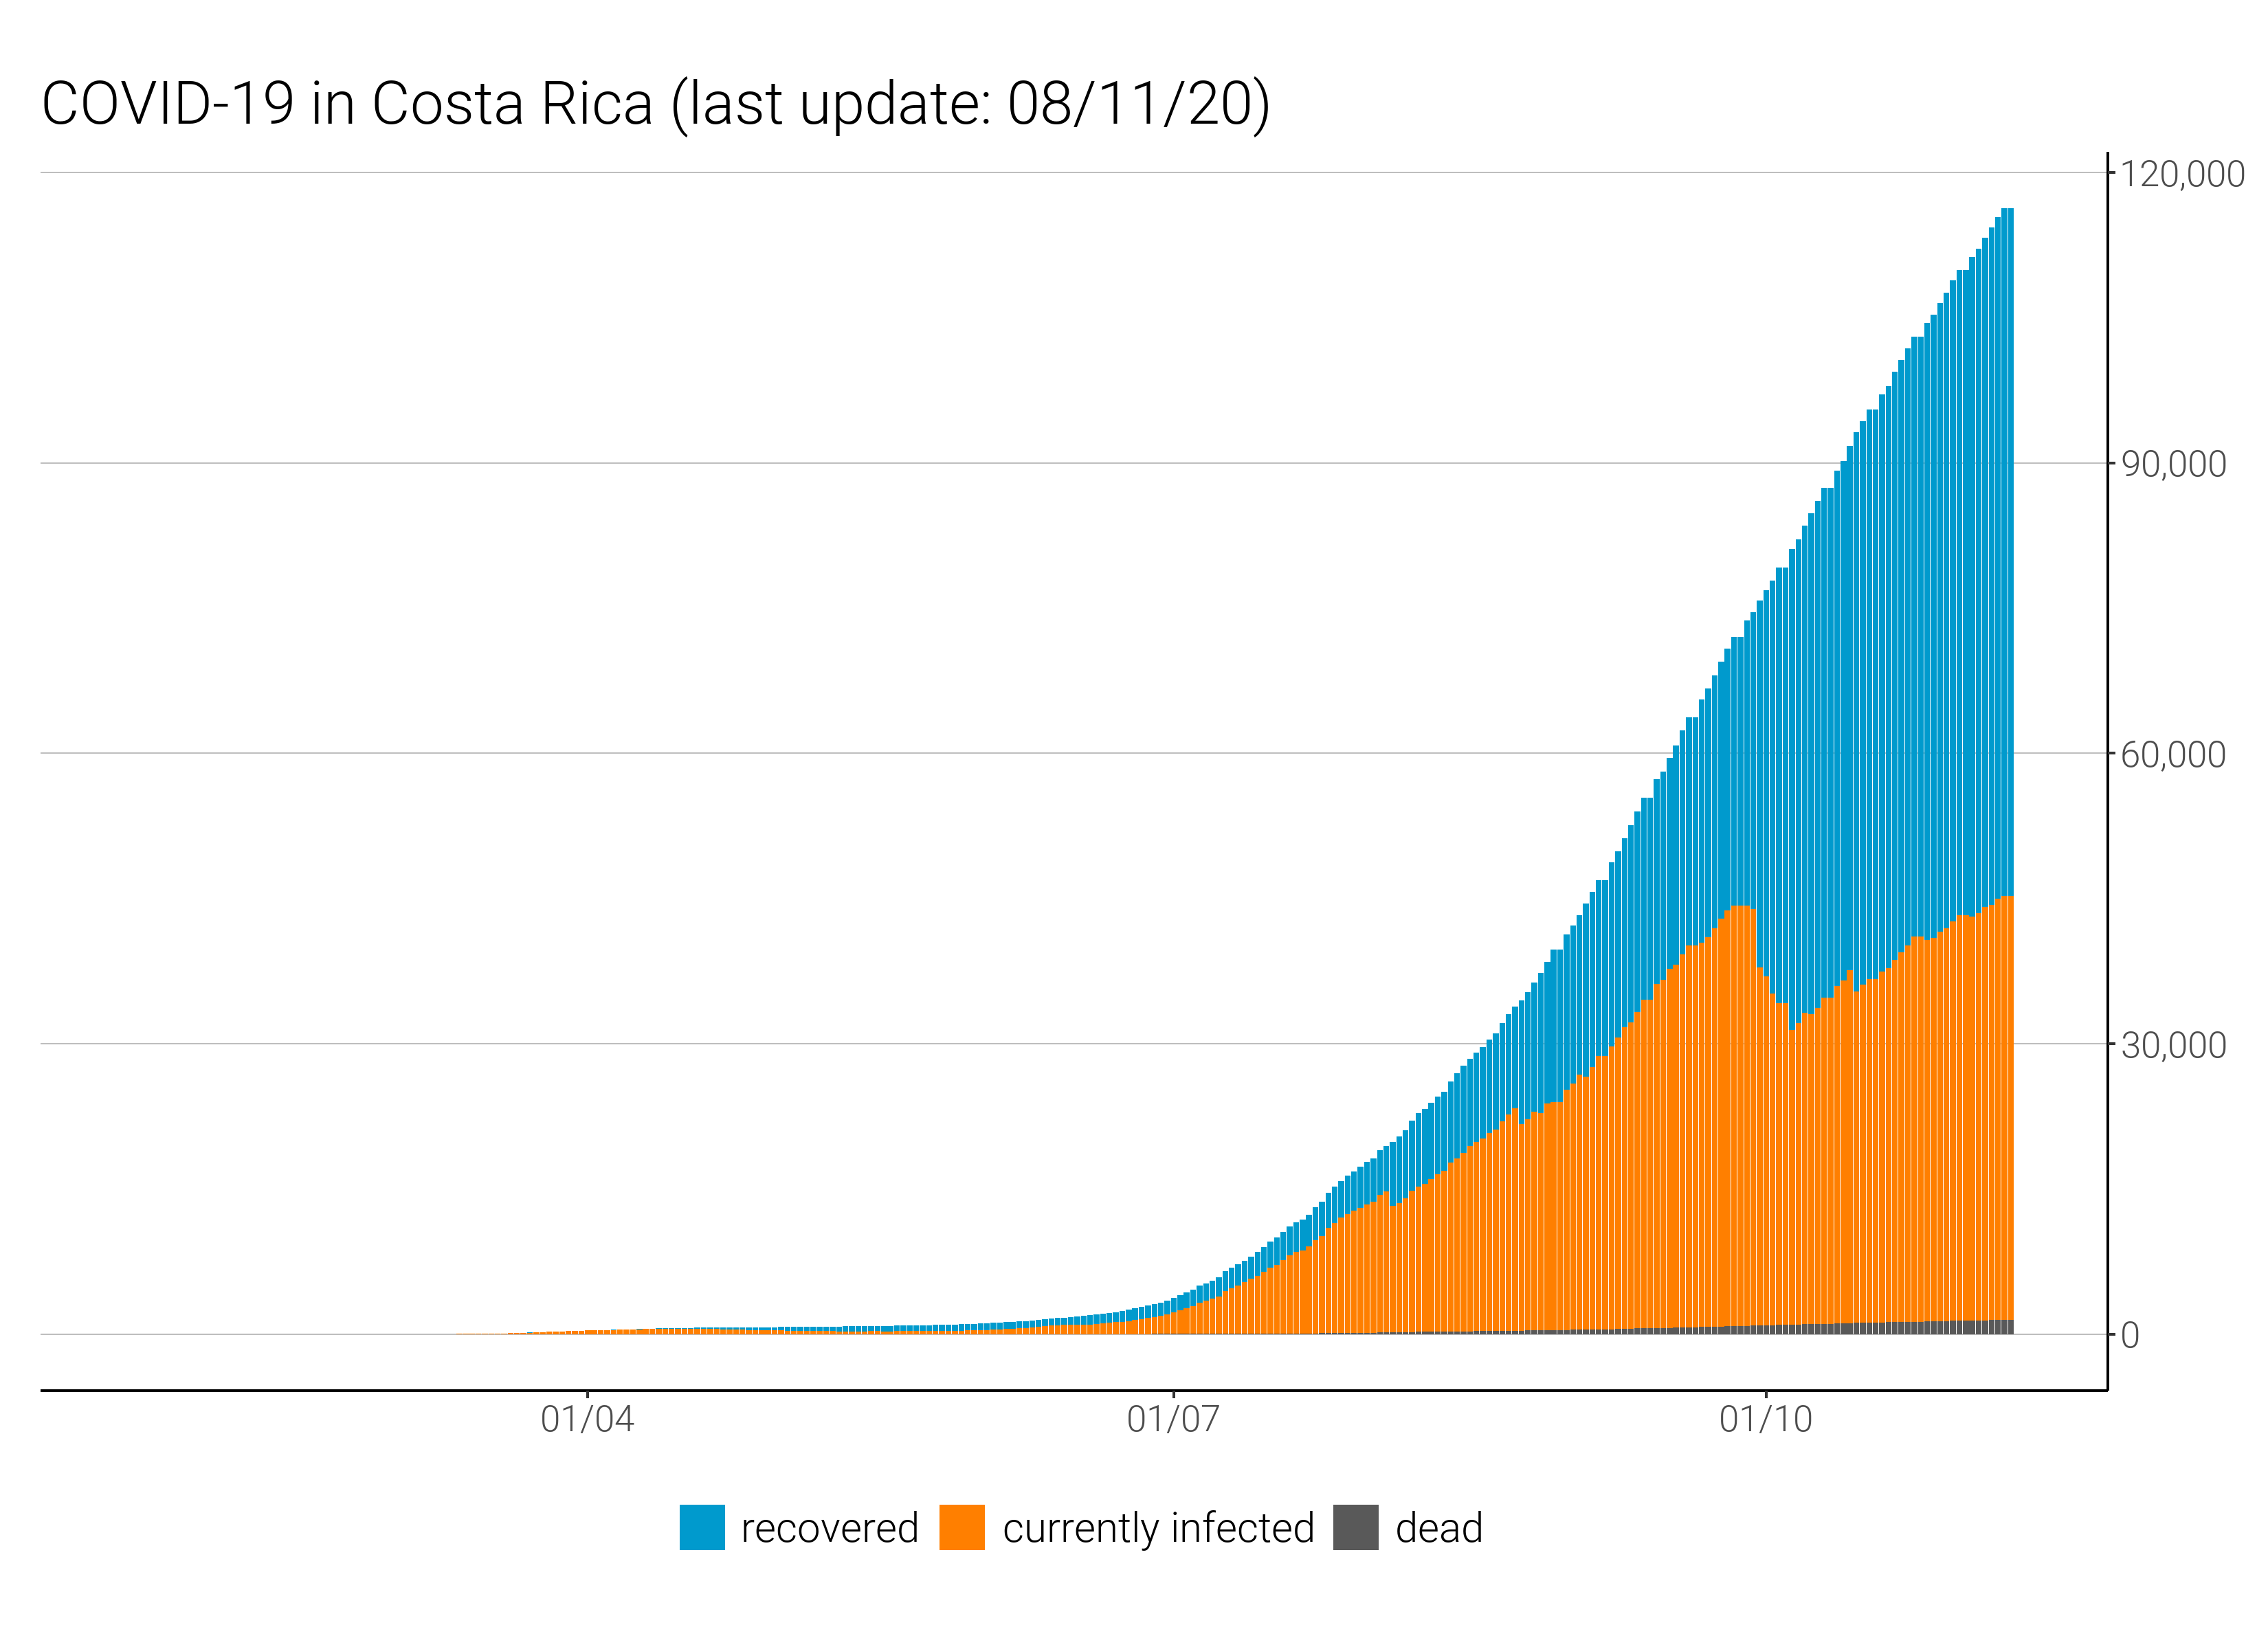 COVID-19 in Costa Rica (last update: 08/11/20)
120,000
90,000
60,000
30,000
0
01/04 01/07 01/10
recovered currently infected dead